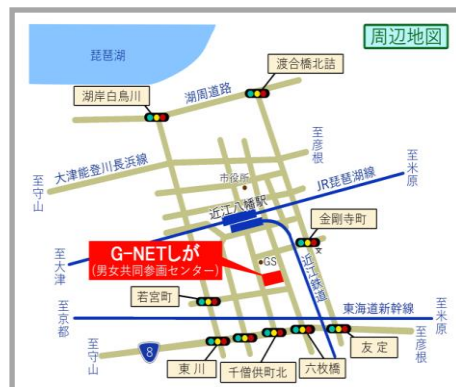 周辺地図
琵琶湖
渡合橋北詰
湖岸白鳥川
湖周道路
至彦根
至米原
大津能登川長浜線
至守山
市役所
JR琵琶湖線
近江八幡駅
金剛寺町
文
G-NETしが
(男女共同参画センター)
GS
近江鉄道
至大津
若宮町
東海道新幹線
至京都
至米原
8
至守山
東川
千僧供町北
六枚橋
友定
至彦根